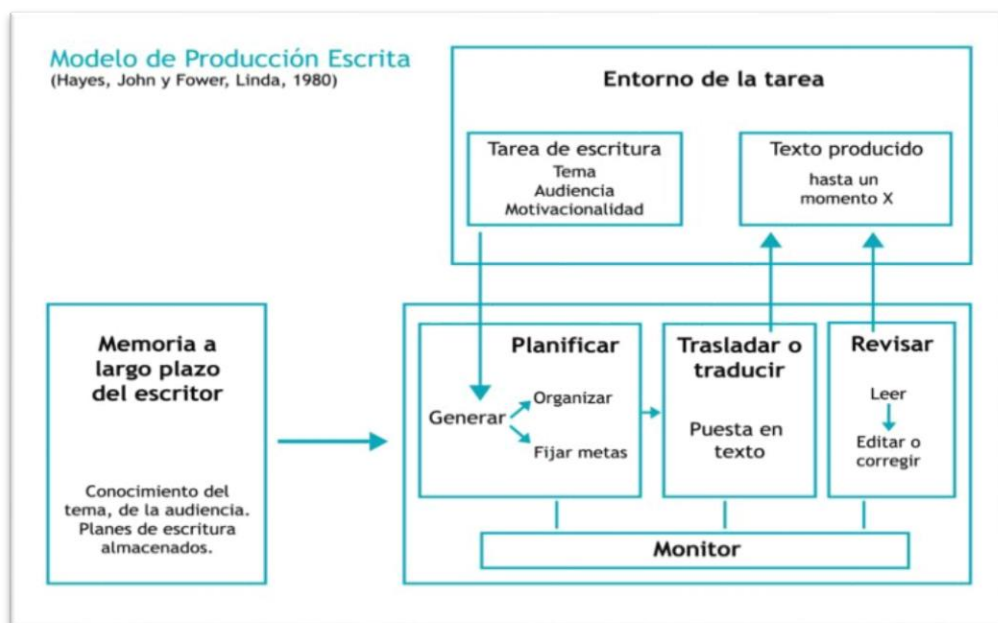 Modelo de Producción Escrita
(Hayes, John y Fower, Linda, 1980)
Entorno de la tarea
Tarea de escritura
Tema
Audiencia
Motivacionalidad
Texto producido
hasta un
momento X
Memoria a
largo plazo
del escritor
Conocimiento del
tema, de la audiencia.
Planes de escritura
almacenados.
Planificar
Generar
Organizar
Fijar metas
Trasladar o
traducir
Puesta en
texto
Revisar
Leer
Editar o
corregir
Monitor